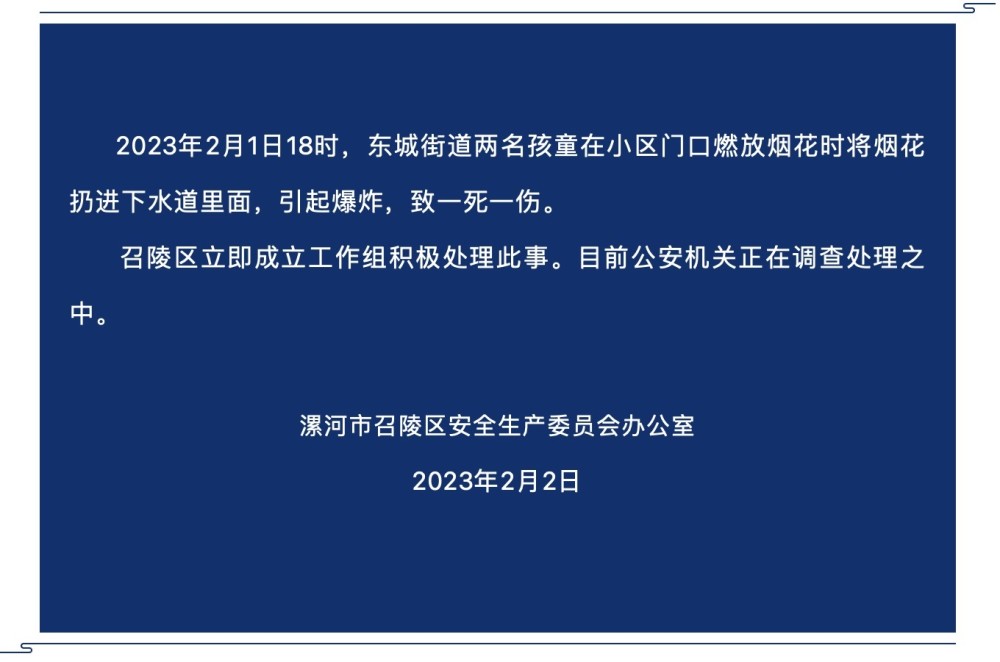 2023年2月1日18时，东城街道两名孩童在小区门口燃放烟花时将烟花
扔进下水道里面，引起爆炸，致一死一伤。
召陵区立即成立工作组积极处理此事。目前公安机关正在调查处理之
中。
漯河市召陵区安全生产委员会办公室
2023年2月2日